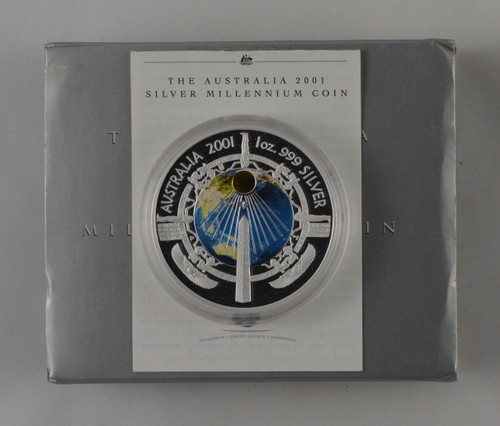 THE AUSTRALIA 2001
SILVER MILLENNIUM COIN
AUSTRALIA 2001 1oz. 999 SILVER